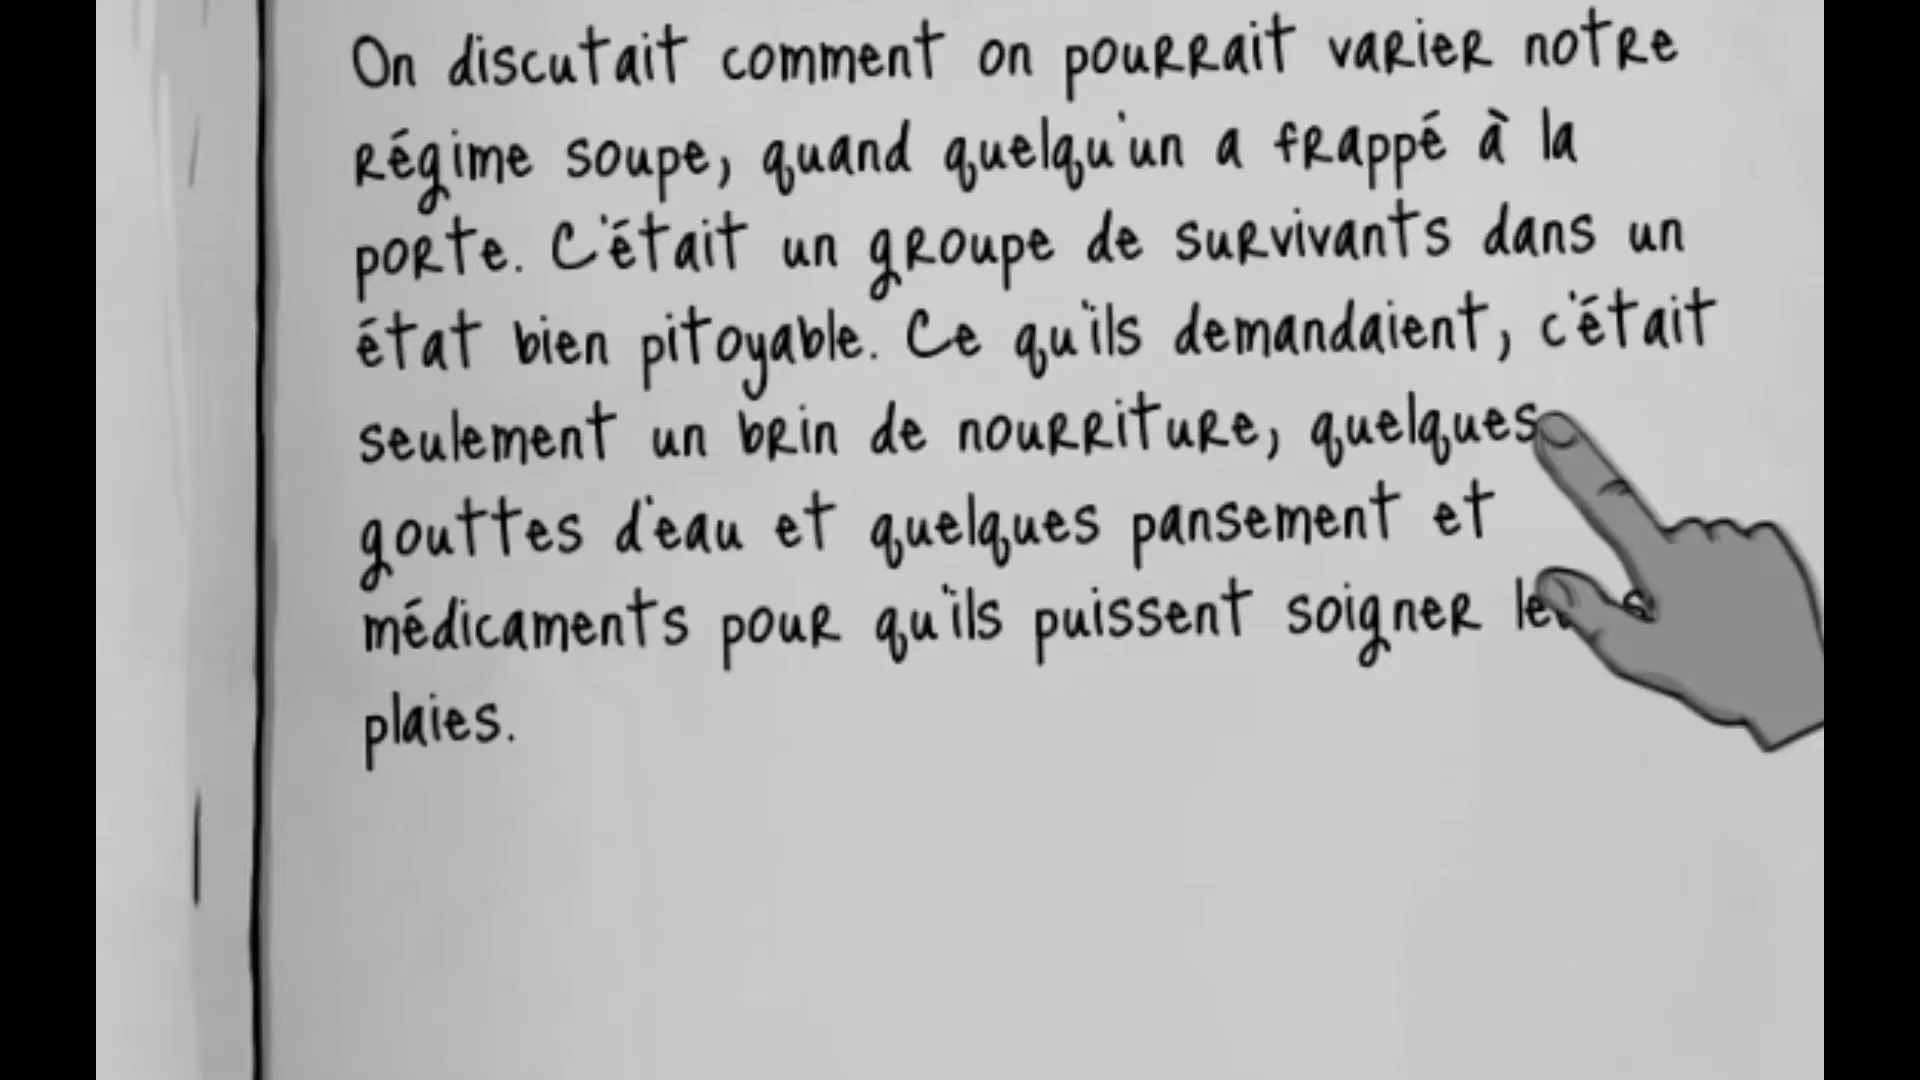 On discutait comment on pourrait varier notre
régime soupe, quand quelqu'un a frappé à la
porte. C'était un groupe de survivants dans un
état bien pitoyable. Ce qu'ils demandaient, c'était
seulement un brin de nourriture, quelques
gouttes d'eau et quelques pansement et
médicaments pour qu'ils puissent soigner
plaies.